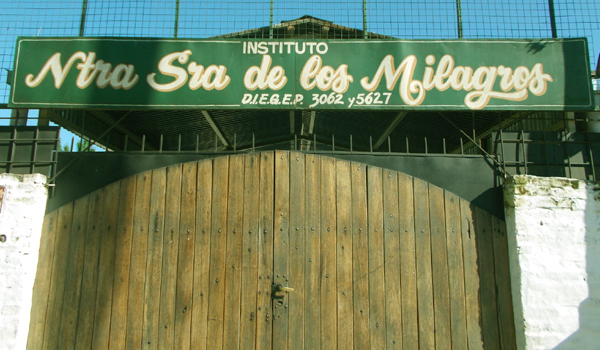 INSTITUTO
Ntra Sra de los Milagros
D.I.E.G.E.P. 3062 y 5627